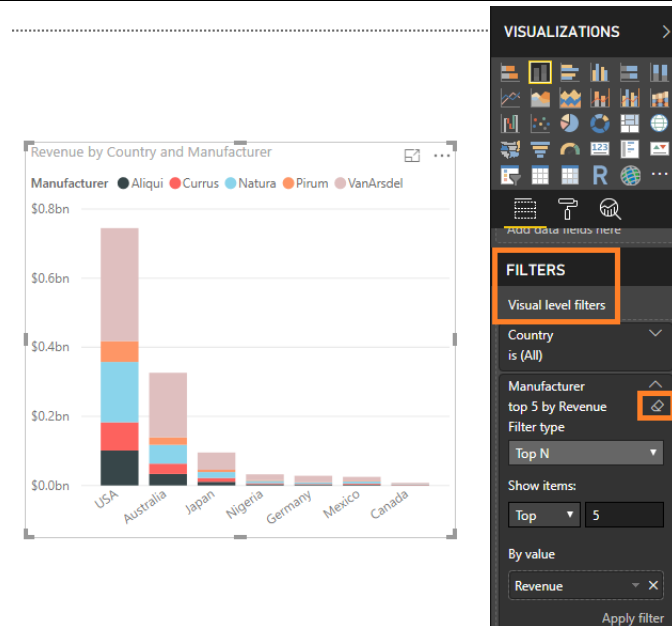 VISUALIZATIONS
Revenue by Country and Manufacturer
Manufacturer Aliqui Currus Natura Pirum VanArsdel
$0.8bn
$0.6bn
$0.4bn
$0.2bn
$0.0bn
USA Australia Japan Nigeria Germany Mexico Canada
123
R
Add data fields here
FILTERS
Visual level filters
Country
is (All)
Manufacturer
top 5 by Revenue
Filter type
Top N
Show items:
Top 5
By value
Revenue
Apply filter